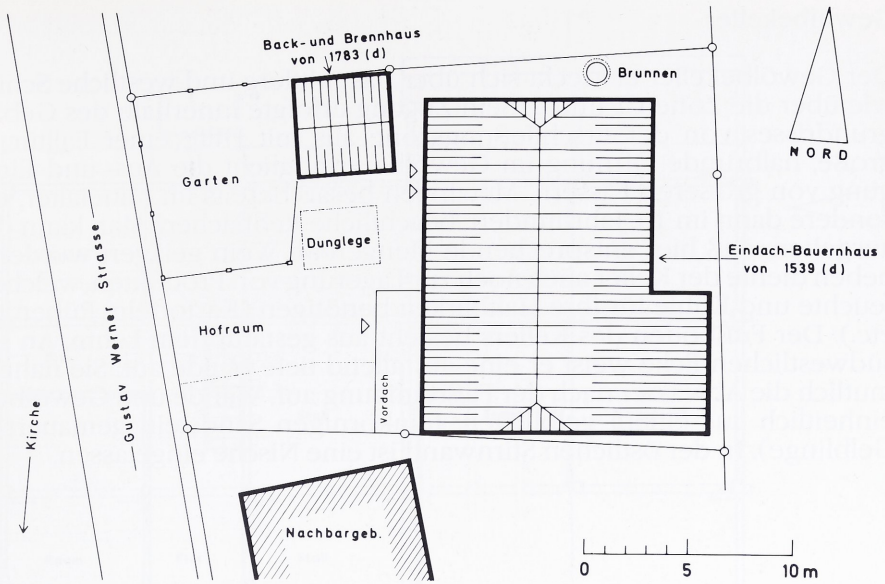 Back- und Brennhaus
von 1783 (d)
Brunnen
NORD
Garten
Dunglege
Eindach-Bauernhaus
von 1539 (d)
Gustav Werner Strasse
Hofraum
Vordach
Kirche
Nachbargeb.
0 5 10 m